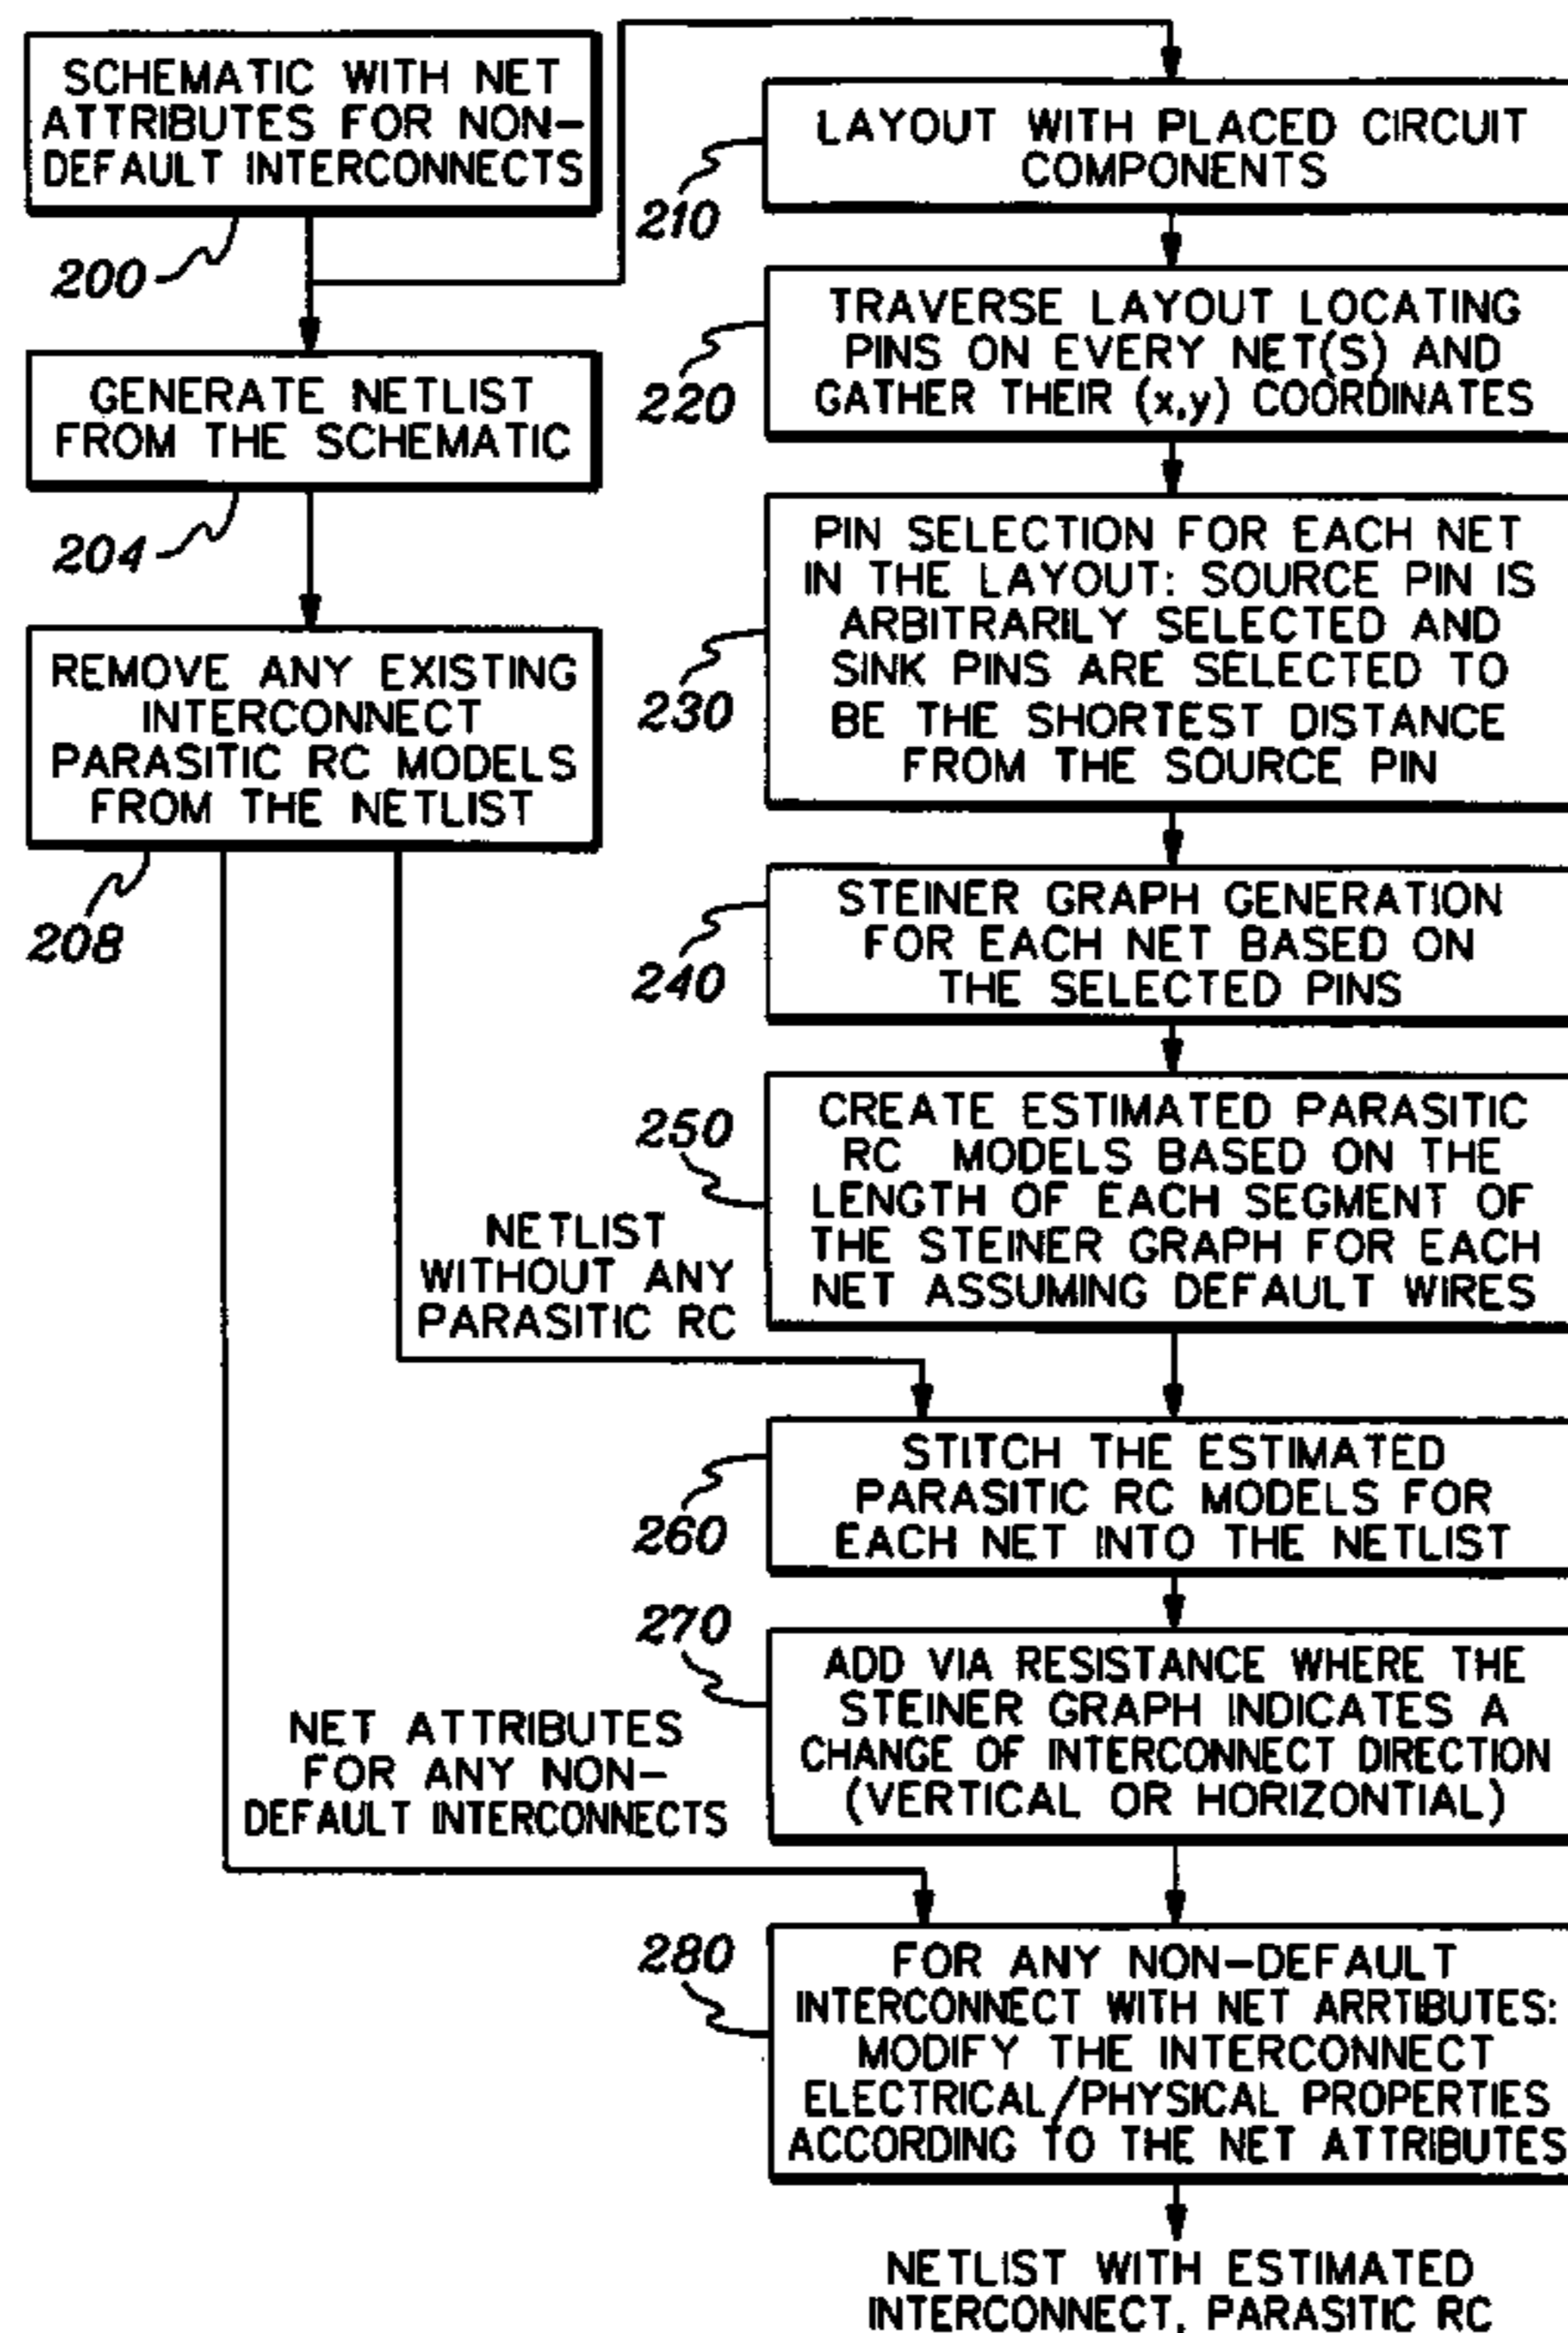 SCHEMATIC WITH NET
ATTRIBUTES FOR NON-
DEFAULT INTERCONNECTS
200
GENERATE NETLIST
FROM THE SCHEMATIC
204
REMOVE ANY EXISTING
INTERCONNECT
PARASITIC RC MODELS
FROM THE NETLIST
208
LAYOUT WITH PLACED CIRCUIT
COMPONENTS
210
TRAVERSE LAYOUT LOCATING
PINS ON EVERY NET(S) AND
GATHER THEIR (x,y) COORDINATES
220
PIN SELECTION FOR EACH NET
IN THE LAYOUT: SOURCE PIN IS
ARBITRARILY SELECTED AND
SINK PINS ARE SELECTED TO
BE THE SHORTEST DISTANCE
FROM THE SOURCE PIN
230
STEINER GRAPH GENERATION
FOR EACH NET BASED ON
THE SELECTED PINS
240
250
CREATE ESTIMATED PARASITIC
RC MODELS BASED ON THE
LENGTH OF EACH SEGMENT OF
THE STEINER GRAPH FOR EACH
NET ASSUMING DEFAULT WIRES
NETLIST
WITHOUT ANY
PARASITIC RC
STITCH THE ESTIMATED
PARASITIC RC MODELS FOR
EACH NET INTO THE NETLIST
260
270
ADD VIA RESISTANCE WHERE THE
STEINER GRAPH INDICATES A
CHANGE OF INTERCONNECT DIRECTION
(VERTICAL OR HORIZONTIAL)
NET ATTRIBUTES
FOR ANY NON-
DEFAULT INTERCONNECTS
280
FOR ANY NON-DEFAULT
INTERCONNECT WITH NET ARRTIBUTES:
MODIFY THE INTERCONNECT
ELECTRICAL/PHYSICAL PROPERTIES
ACCORDING TO THE NET ATTRIBUTES
NETLIST WITH ESTIMATED
INTERCONNECT, PARASITIC RC